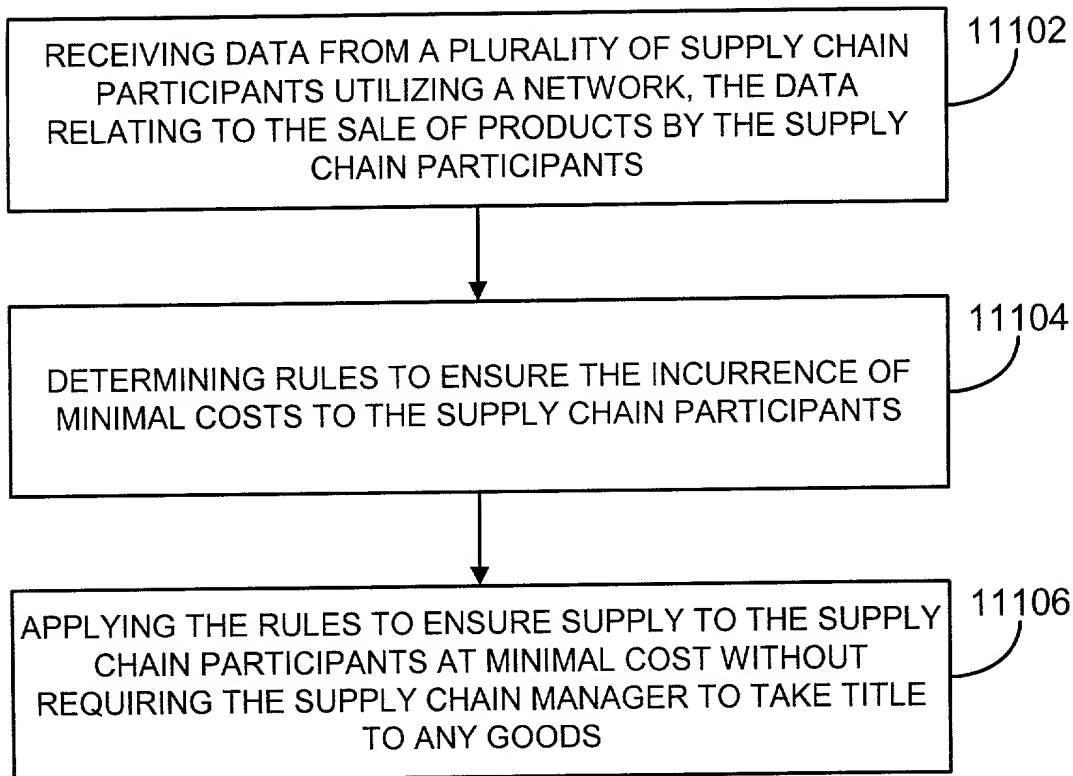 RECEIVING DATA FROM A PLURALITY OF SUPPLY CHAIN
PARTICIPANTS UTILIZING A NETWORK, THE DATA
RELATING TO THE SALE OF PRODUCTS BY THE SUPPLY
CHAIN PARTICIPANTS
11102
DETERMINING RULES TO ENSURE THE INCURRENCE OF
MINIMAL COSTS TO THE SUPPLY CHAIN PARTICIPANTS
11104
APPLYING THE RULES TO ENSURE SUPPLY TO THE SUPPLY
CHAIN PARTICIPANTS AT MINIMAL COST WITHOUT
REQUIRING THE SUPPLY CHAIN MANAGER TO TAKE TITLE
TO ANY GOODS
11106